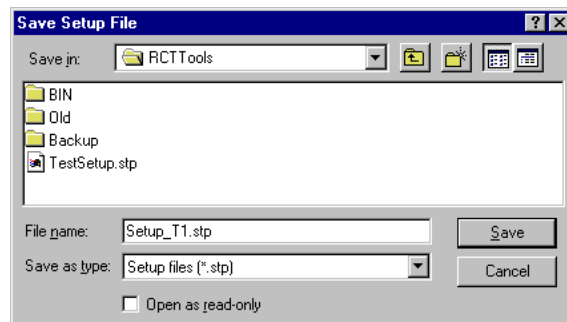 Save Setup File
Save in: RCTTools
BIN
Old
Backup
TestSetup.stp
File name: Setup_T1.stp Save
Save as type: Setup files (*.stp) Cancel
Open as read-only